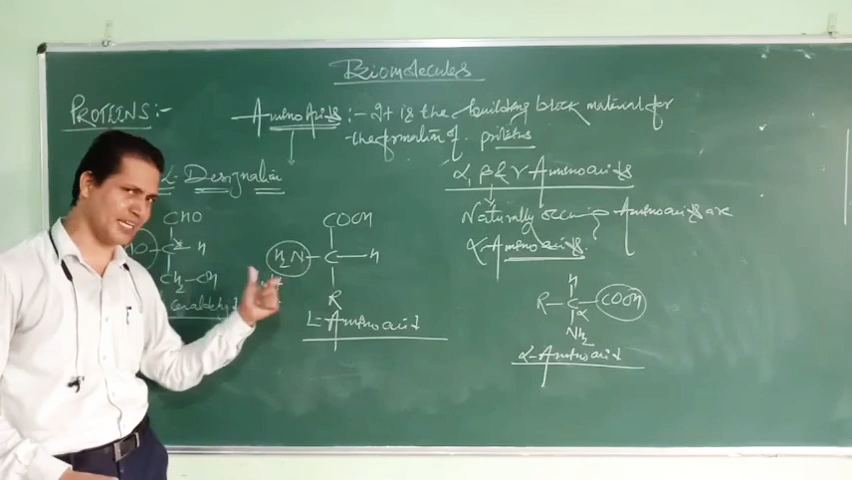 Biomolecules
PROTEINS:-
Amino Acids :- It is the building block material for
the formation of proteins
L- Designation
α, β & γ Amino acids
Naturally occuring Amino acids are
α-Amino acids.
CHO
HO C H
CH2-OH
COOH
H2N-C-H
R
L-Amino acid
H
R-C-COOH
α
NH2
α-Amino acid